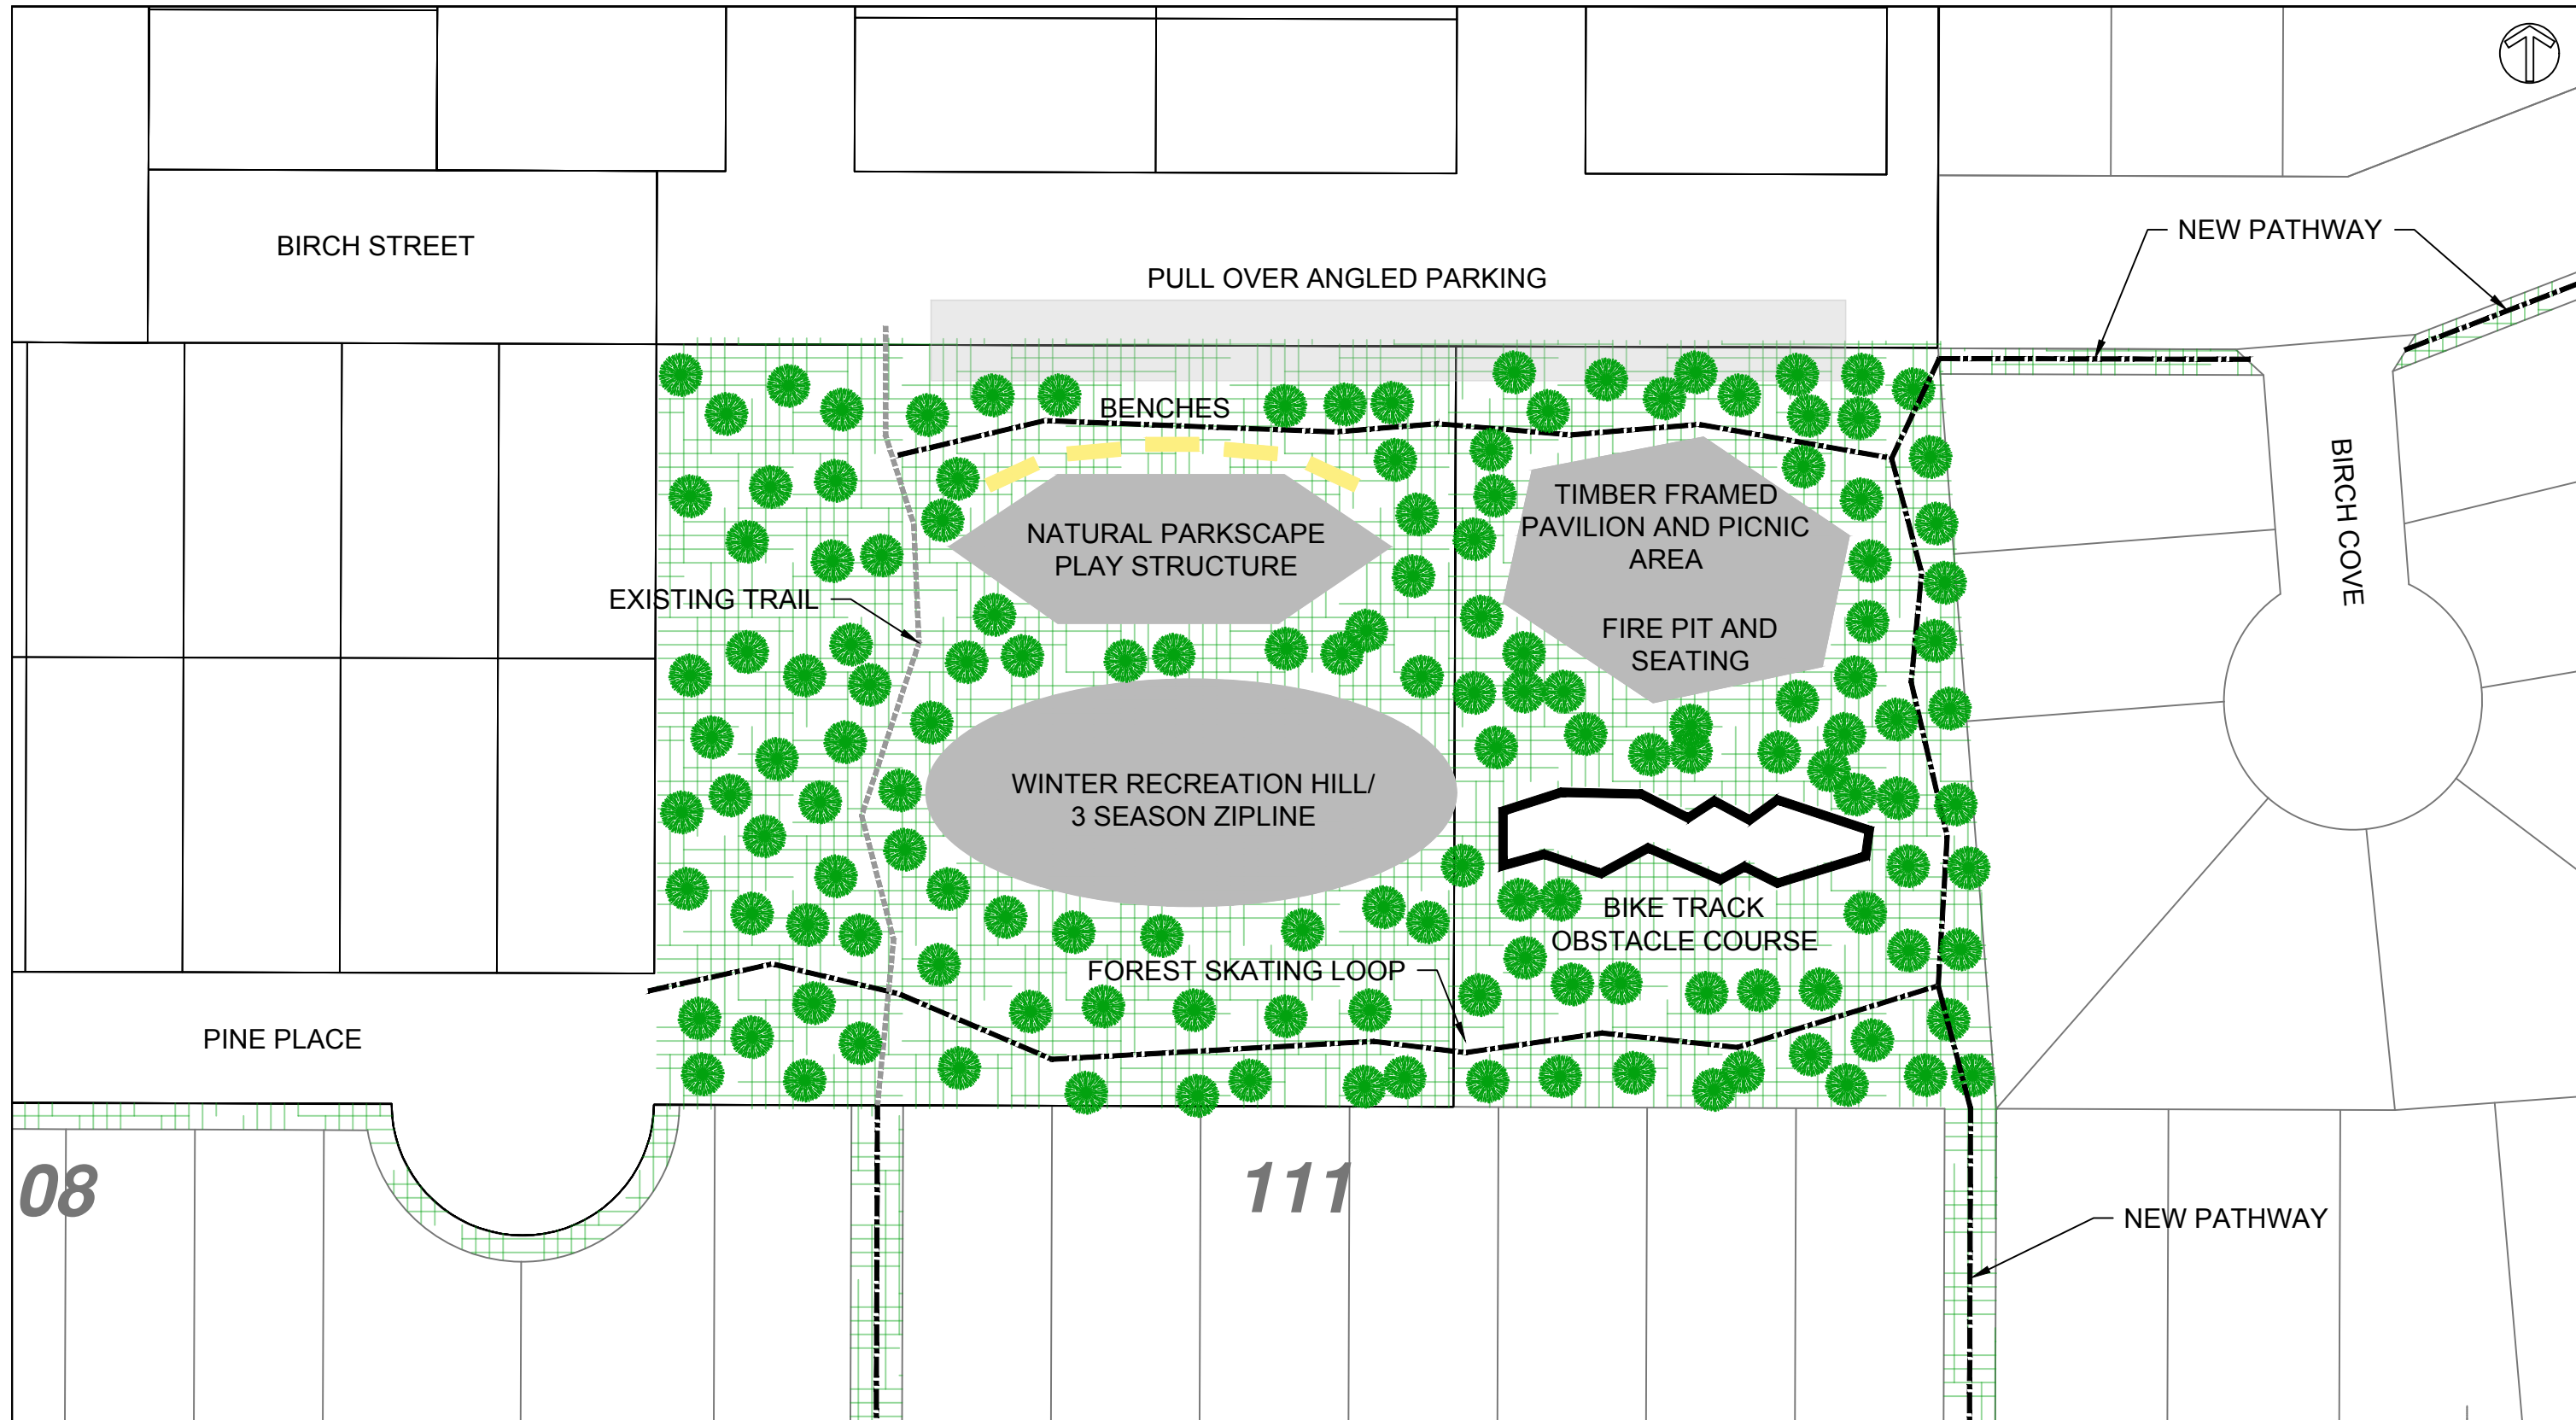 BIRCH STREET
NEW PATHWAY
PULL OVER ANGLED PARKING
BENCHES
BIRCH COVE
TIMBER FRAMED
PAVILION AND PICNIC
AREA
NATURAL PARKSCAPE
PLAY STRUCTURE
EXISTING TRAIL
FIRE PIT AND
SEATING
WINTER RECREATION HILL/
3 SEASON ZIPLINE
BIKE TRACK
OBSTACLE COURSE
FOREST SKATING LOOP
PINE PLACE
08
111
NEW PATHWAY